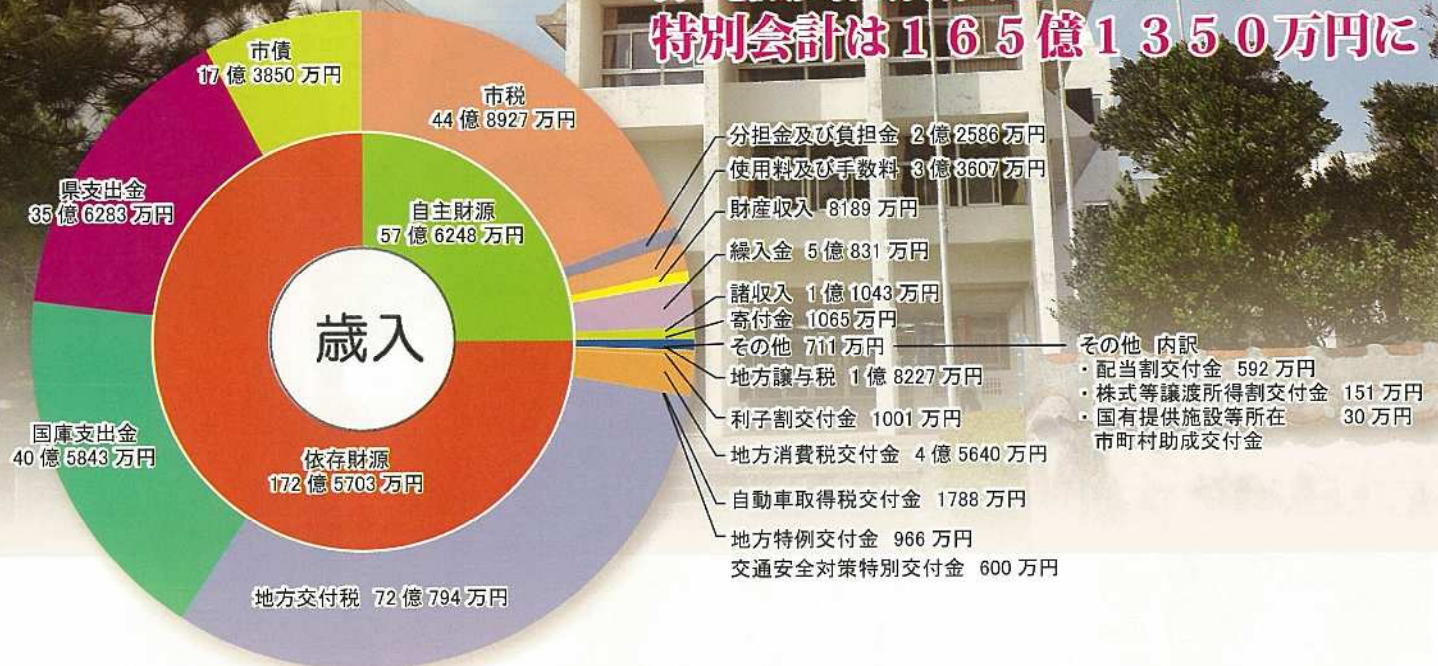 特別会計は165億1350万円に
市債
17億3850万円
市税
44億8927万円
県支出金
35億6283万円
自主財源
57億6248万円
歳入
国庫支出金
40億5843万円
依存財源
172億5703万円
地方交付税 72億794万円
分担金及び負担金 2億2586万円
使用料及び手数料 3億3607万円
財産収入 8189万円
繰入金 5億831万円
諸収入 1億1043万円
寄付金 1065万円
その他 711万円
地方譲与税 1億8227万円
利子割交付金 1001万円
地方消費税交付金 4億5640万円
自動車取得税交付金 1788万円
地方特例交付金 966万円
交通安全対策特別交付金 600万円
その他 内訳
・配当割交付金 592万円
・株式等譲渡所得割交付金 151万円
・国有提供施設等所在 30万円
市町村助成交付金